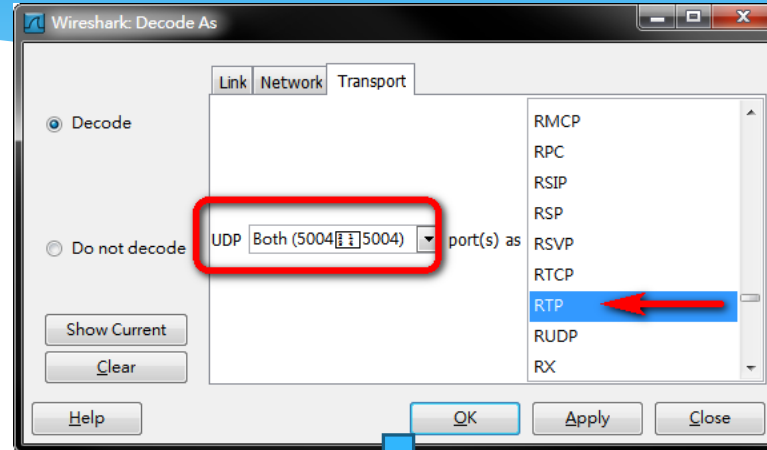 Wireshark: Decode As
Link Network Transport
Decode
Do not decode
Show Current
Clear
UDP Both (5004 5004) port(s) as
RMCP
RPC
RSIP
RSP
RSVP
RTCP
RTP
RUDP
RX
Help
OK
Apply
Close